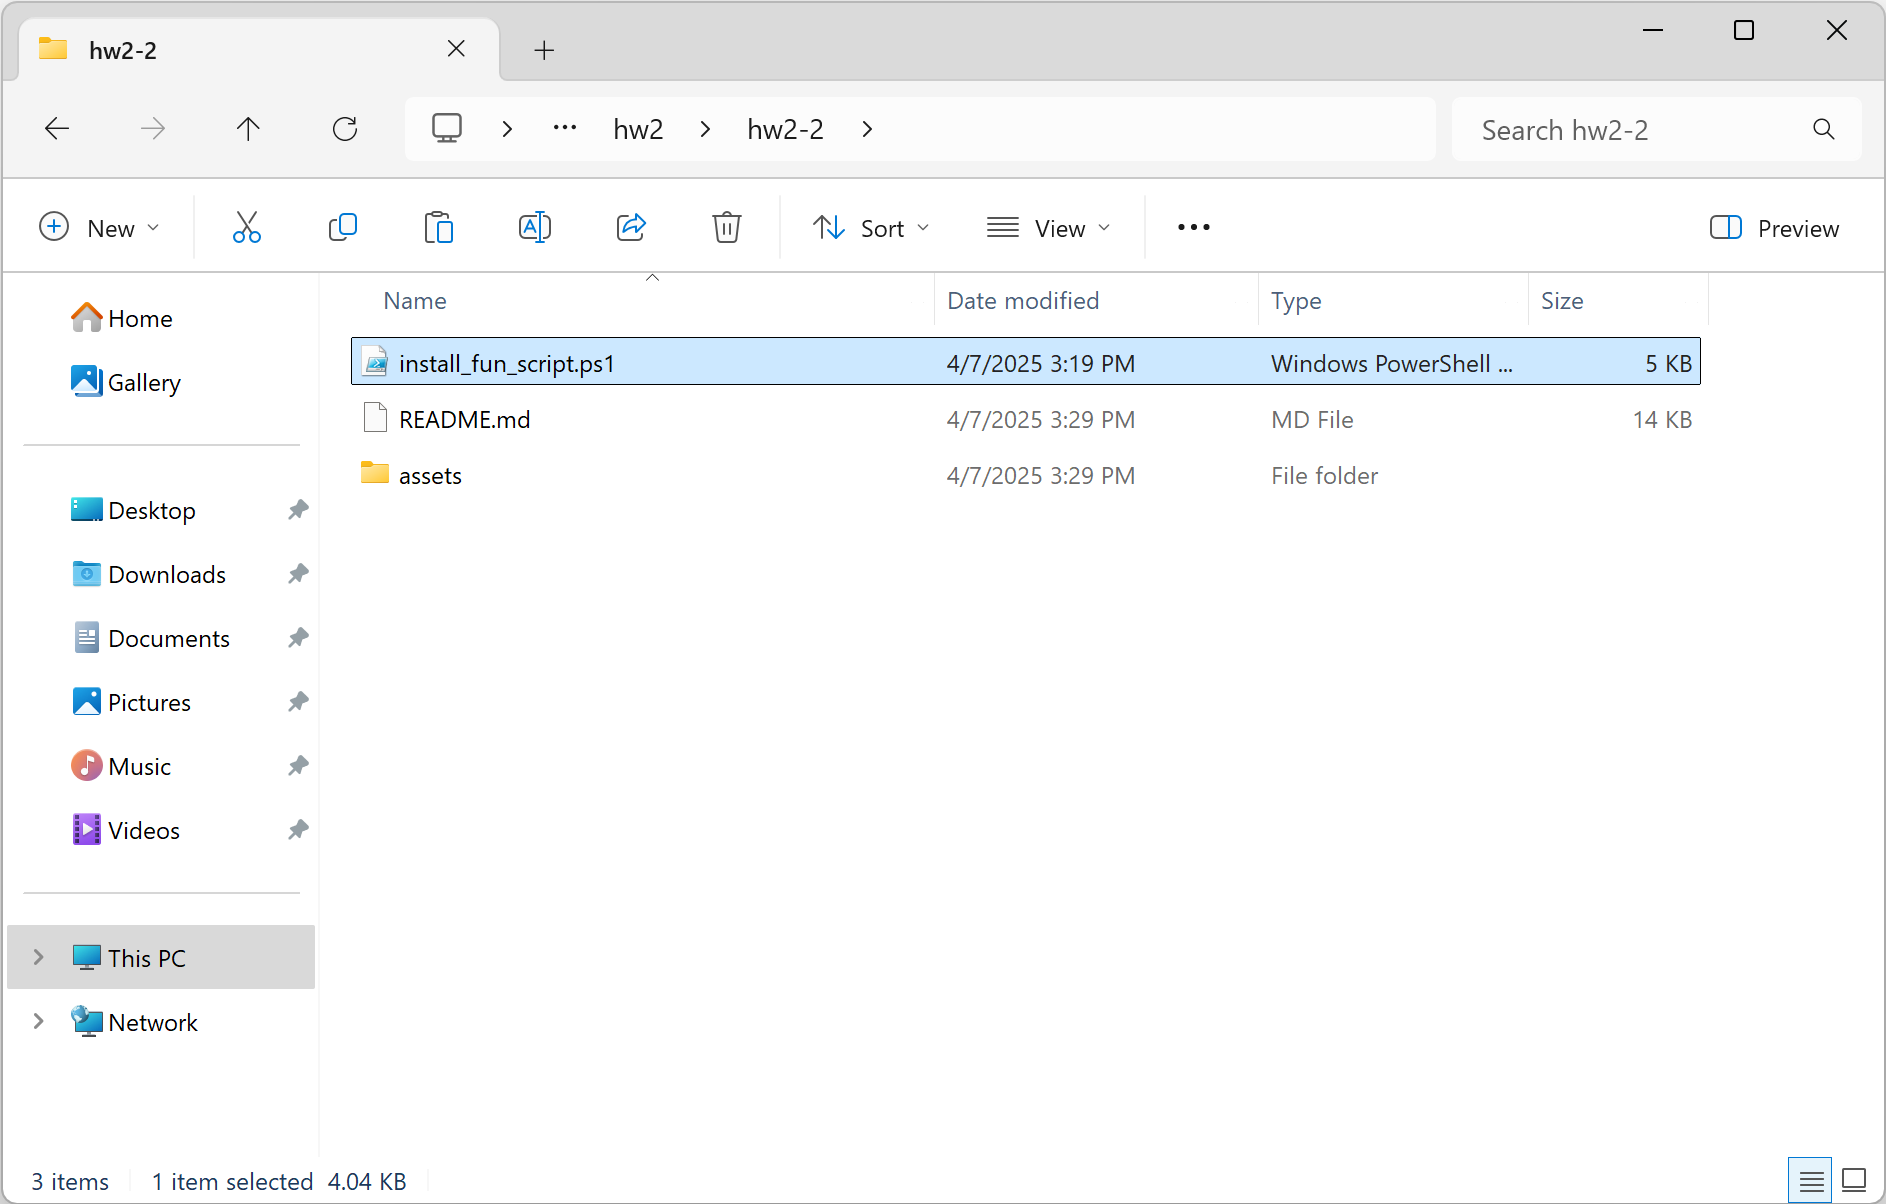 hw2-2
hw2
hw2-2
Search hw2-2
New
Sort
View
Preview
Name Date modified Type Size
Home
Gallery
Desktop
Downloads
Documents
Pictures
Music
Videos
This PC
Network
install_fun_script.ps1 4/7/2025 3:19 PM Windows PowerShell ... 5 KB
README.md 4/7/2025 3:29 PM MD File 14 KB
assets 4/7/2025 3:29 PM File folder
3 items 1 item selected 4.04 KB